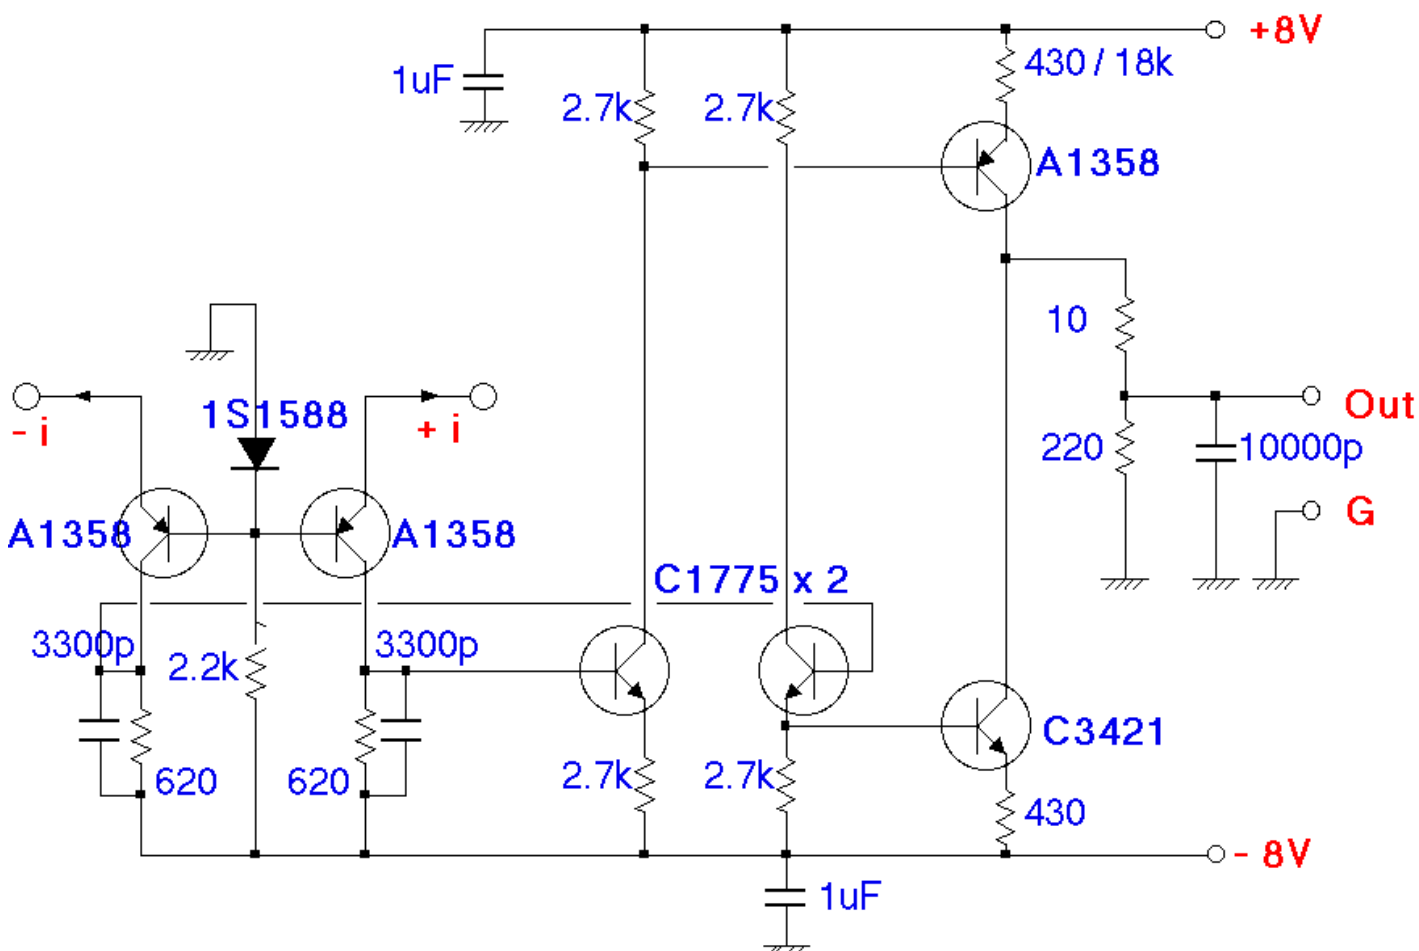 +8V
430 / 18k
1uF
2.7k
2.7k
A1358
10
- i
1S1588
+ i
Out
220
10000p
G
A1358
A1358
C1775 x 2
3300p
2.2k
3300p
C3421
620
620
2.7k
2.7k
430
- 8V
1uF